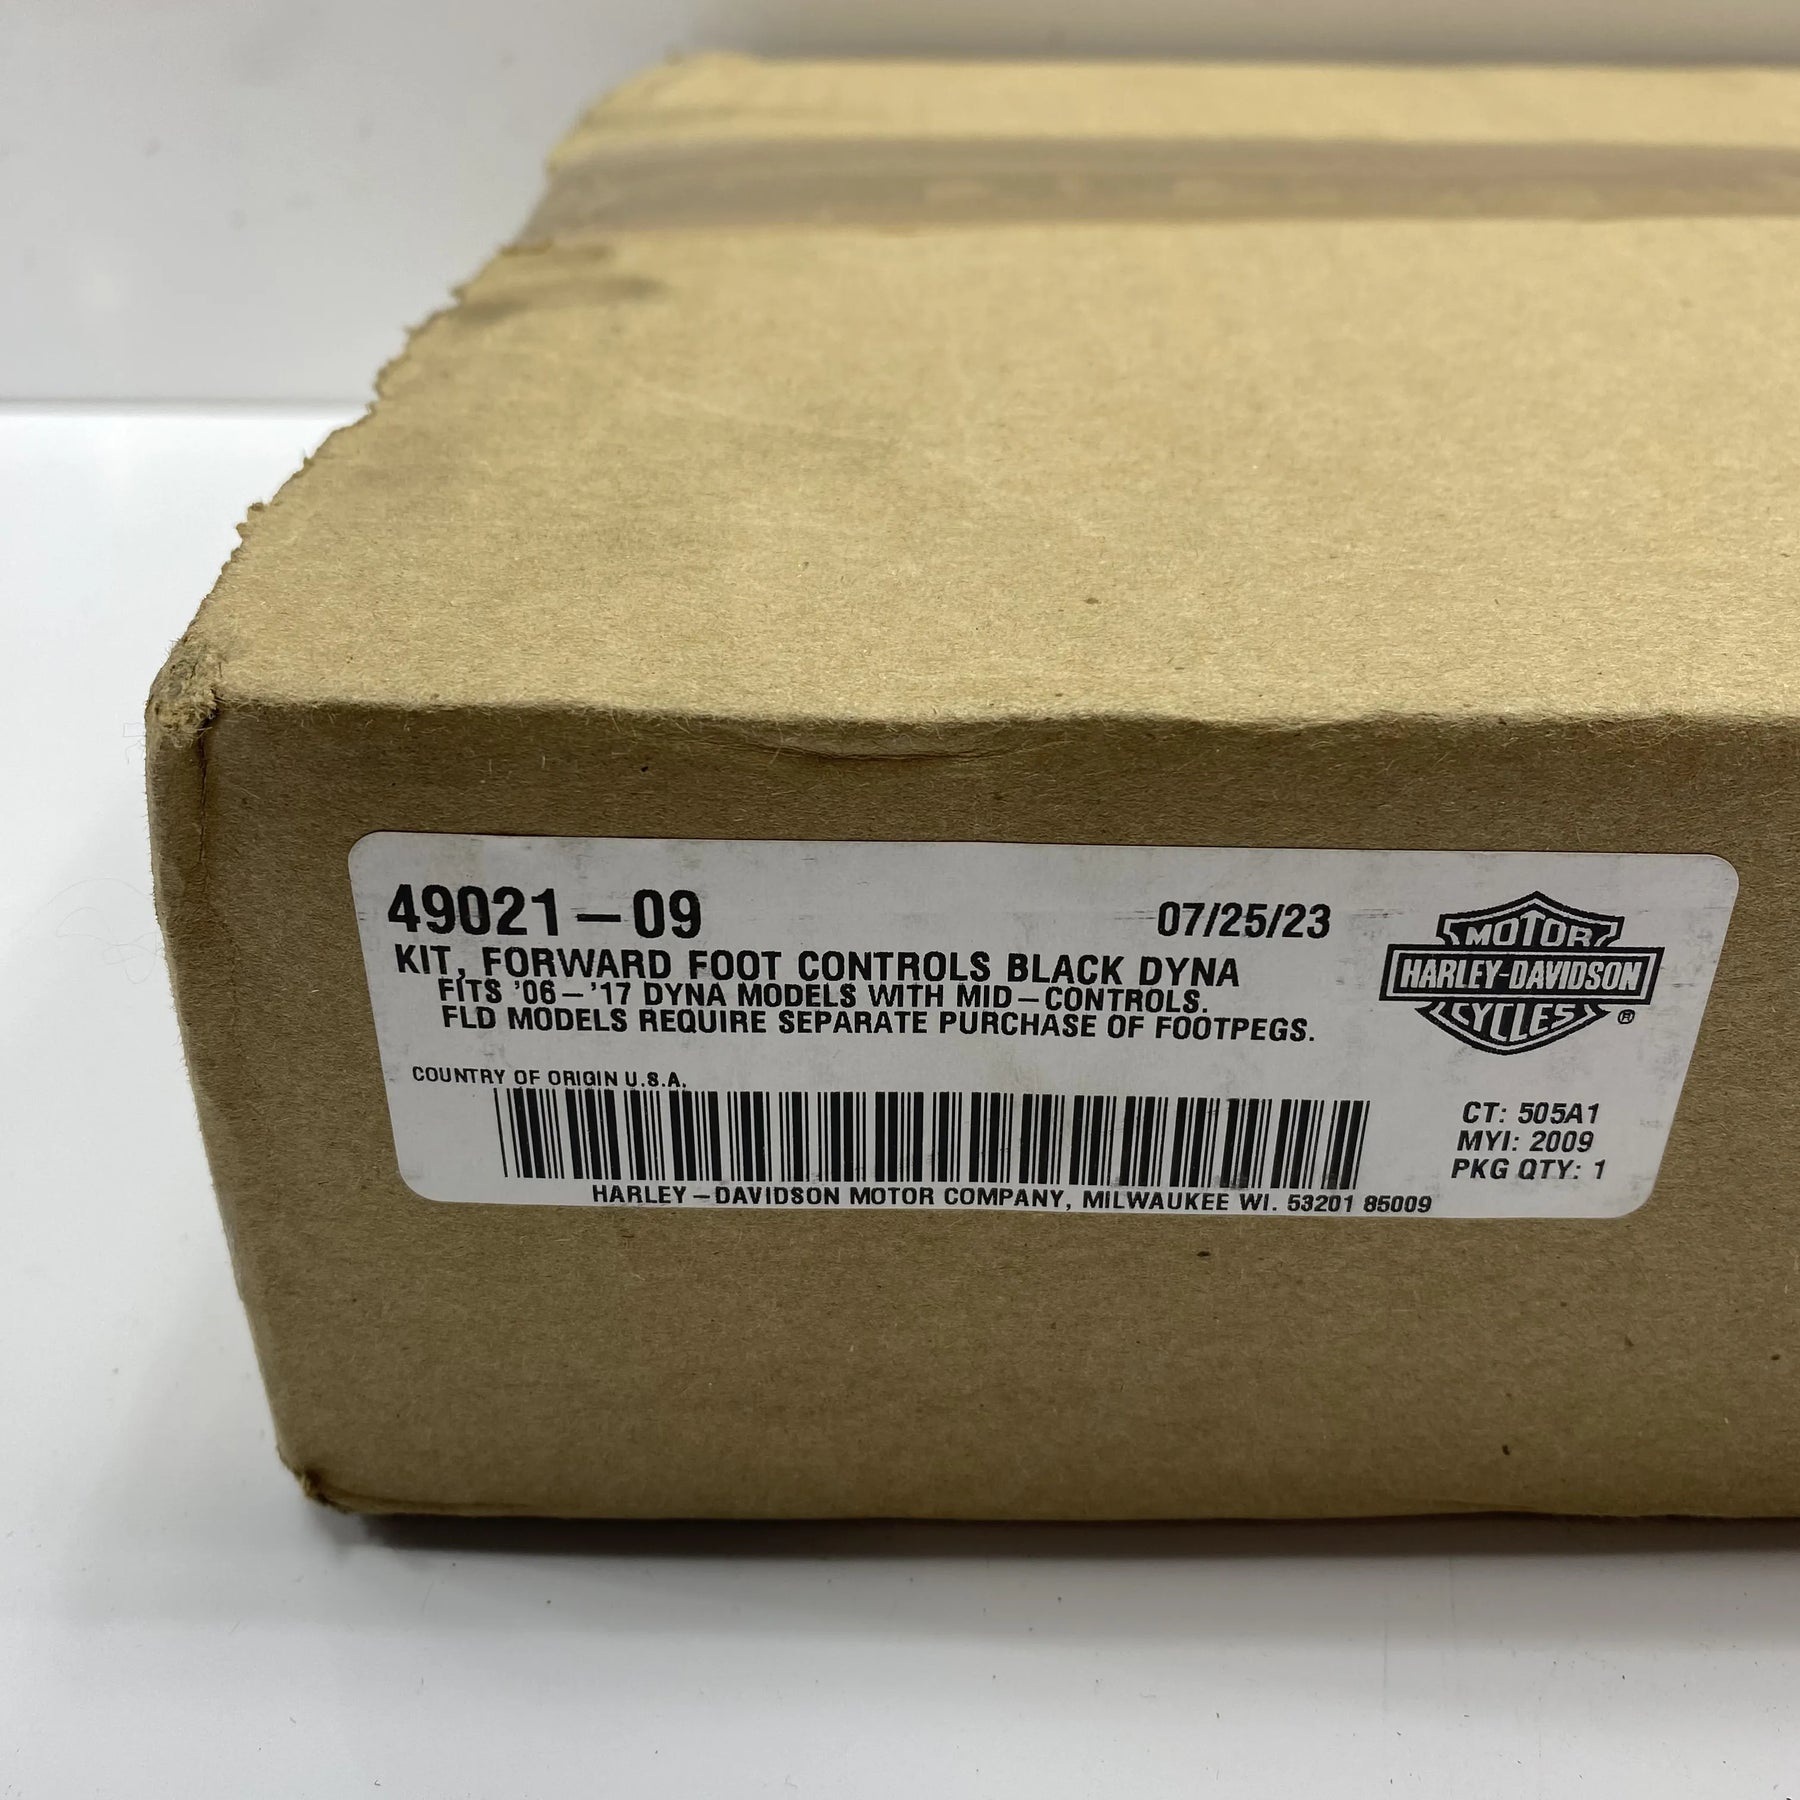 49021-09
07/25/23
KIT, FORWARD FOOT CONTROLS BLACK DYNA
FITS '06-'17 DYNA MODELS WITH MID-CONTROLS.
FLD MODELS REQUIRE SEPARATE PURCHASE OF FOOTPEGS.
MOTOR
HARLEY-DAVIDSON
CYCLES
®
COUNTRY OF ORIGIN U.S.A.
CT: 505A1
MYI: 2009
PKG QTY: 1
HARLEY-DAVIDSON MOTOR COMPANY, MILWAUKEE WI. 53201 85009